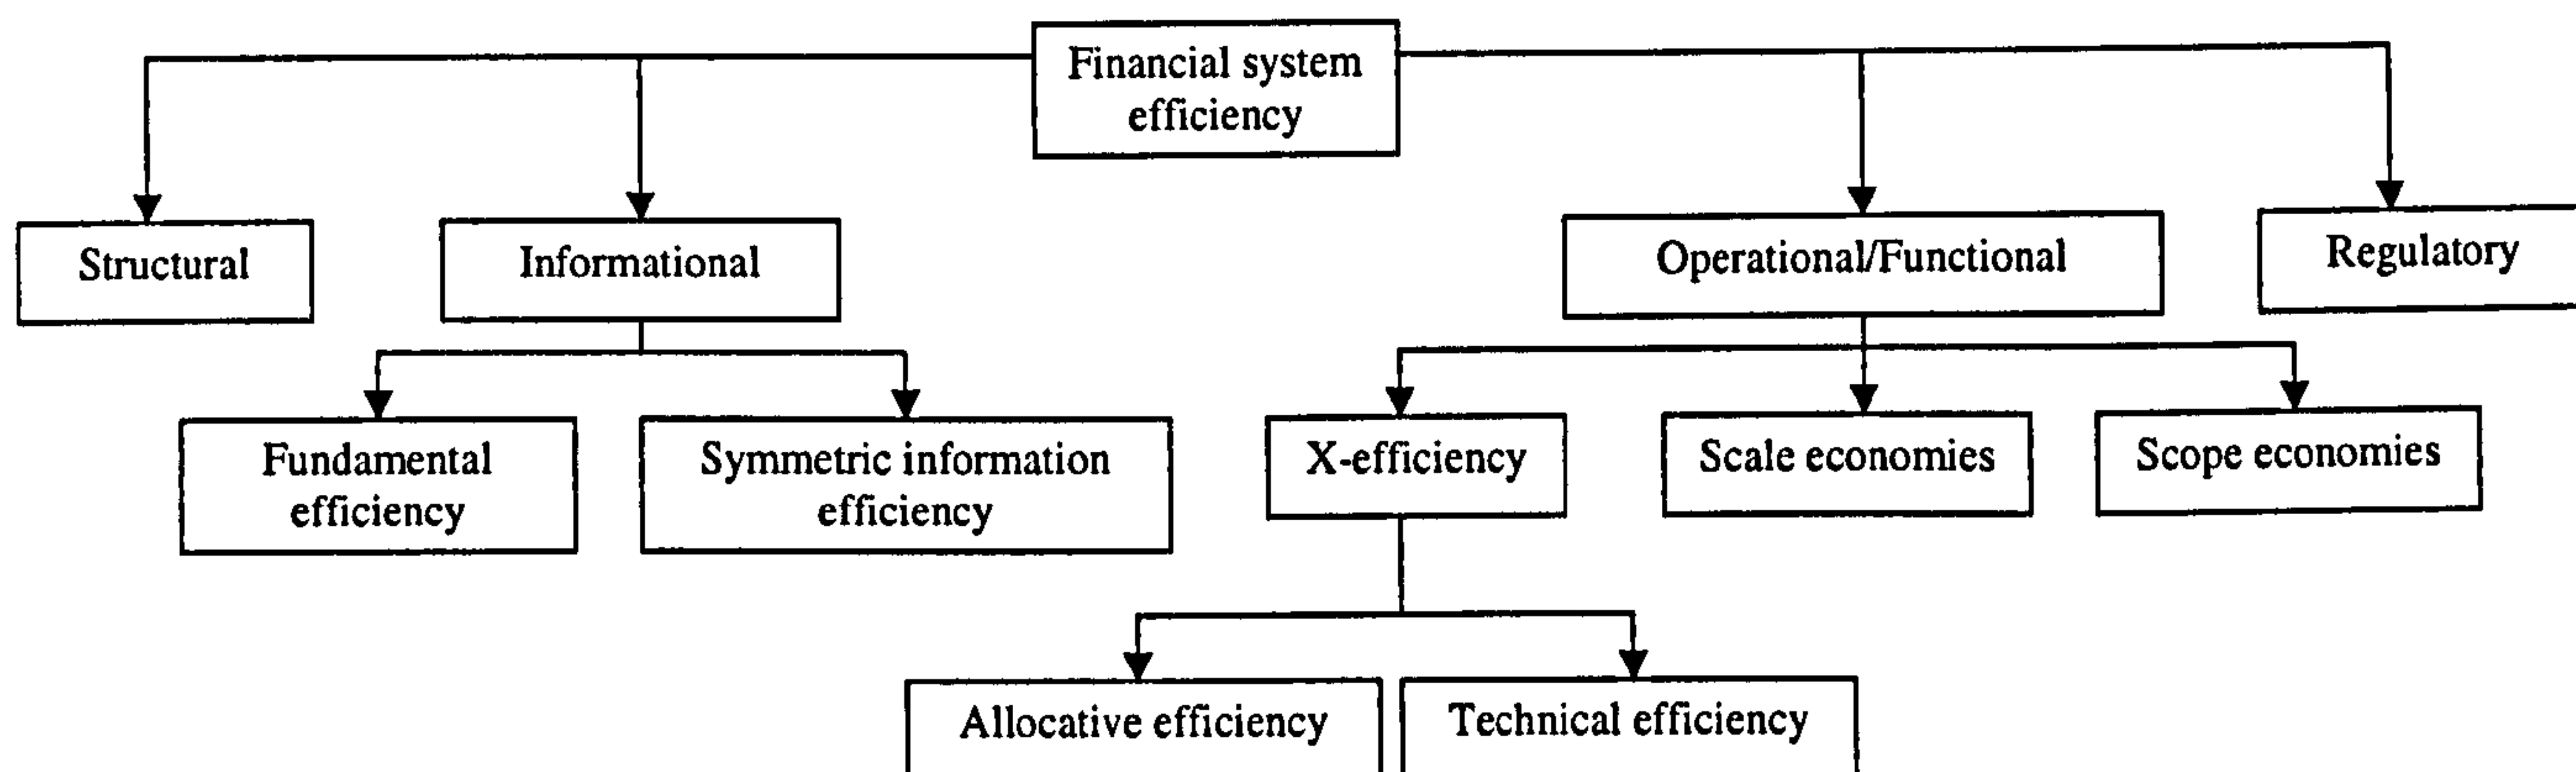 Financial system
efficiency
Structural
Informational
Operational/Functional
Regulatory
Fundamental
efficiency
Symmetric information
efficiency
X-efficiency
Scale economies
Scope economies
Allocative efficiency
Technical efficiency